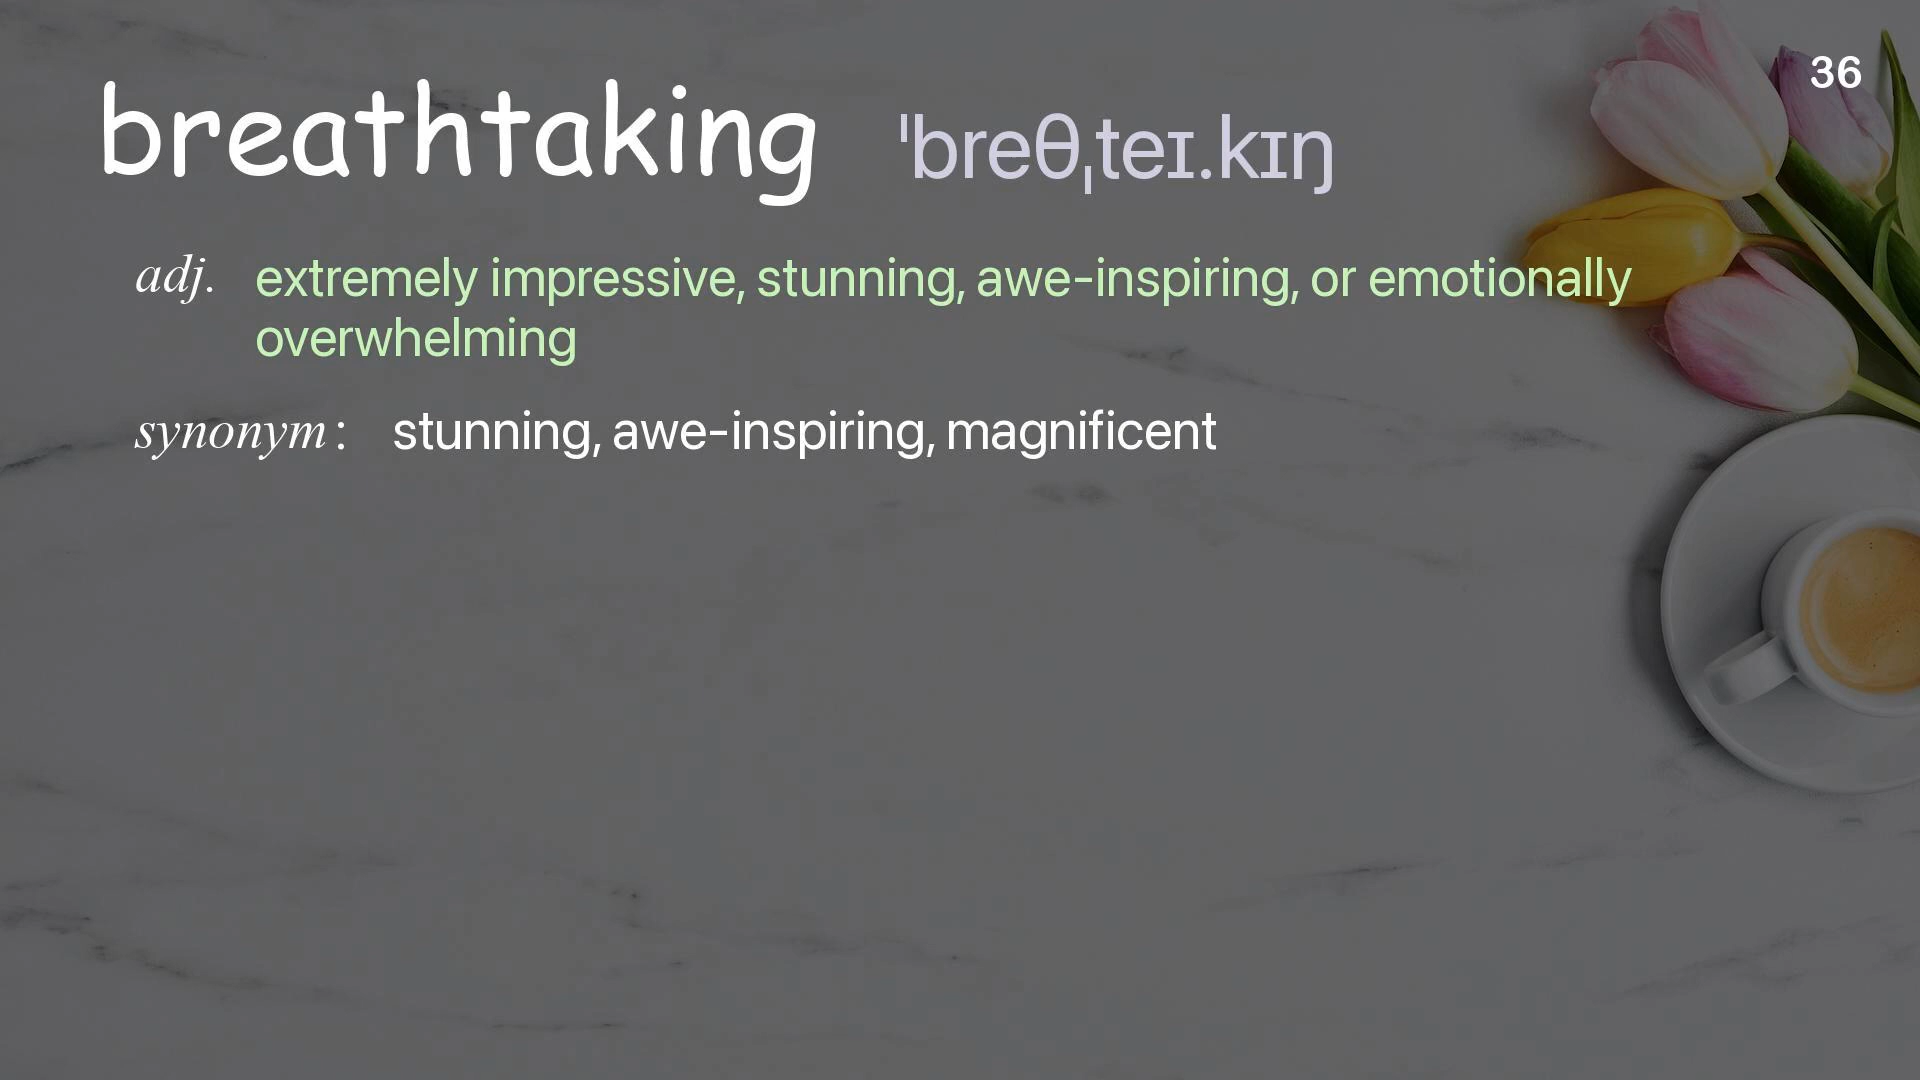 36
breathtaking ˈbreθˌteɪ.kɪŋ
adj. extremely impressive, stunning, awe-inspiring, or emotionally
overwhelming
synonym: stunning, awe-inspiring, magnificent